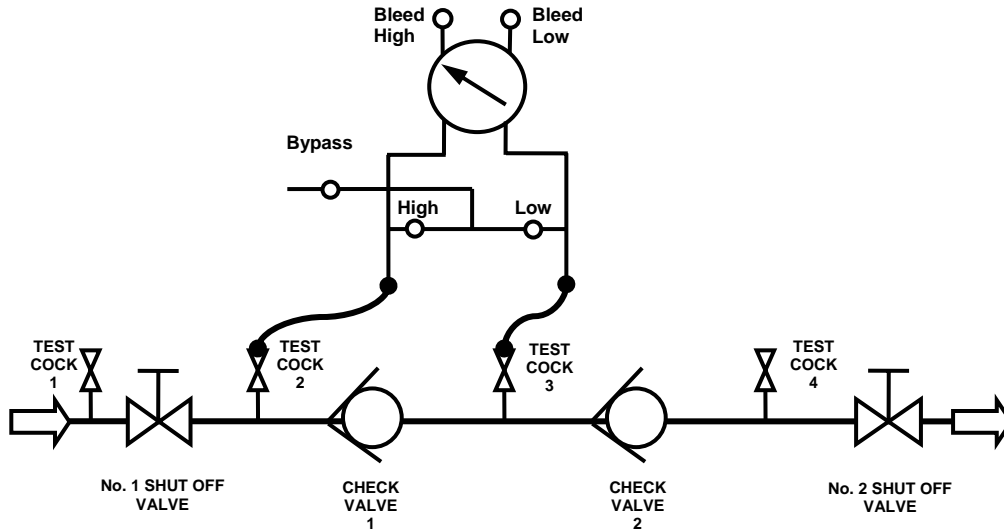 Bleed
High
Bleed
Low
Bypass
High
Low
TEST
COCK
1
TEST
COCK
2
TEST
COCK
3
TEST
COCK
4
No. 1 SHUT OFF
VALVE
CHECK
VALVE
1
CHECK
VALVE
2
No. 2 SHUT OFF
VALVE